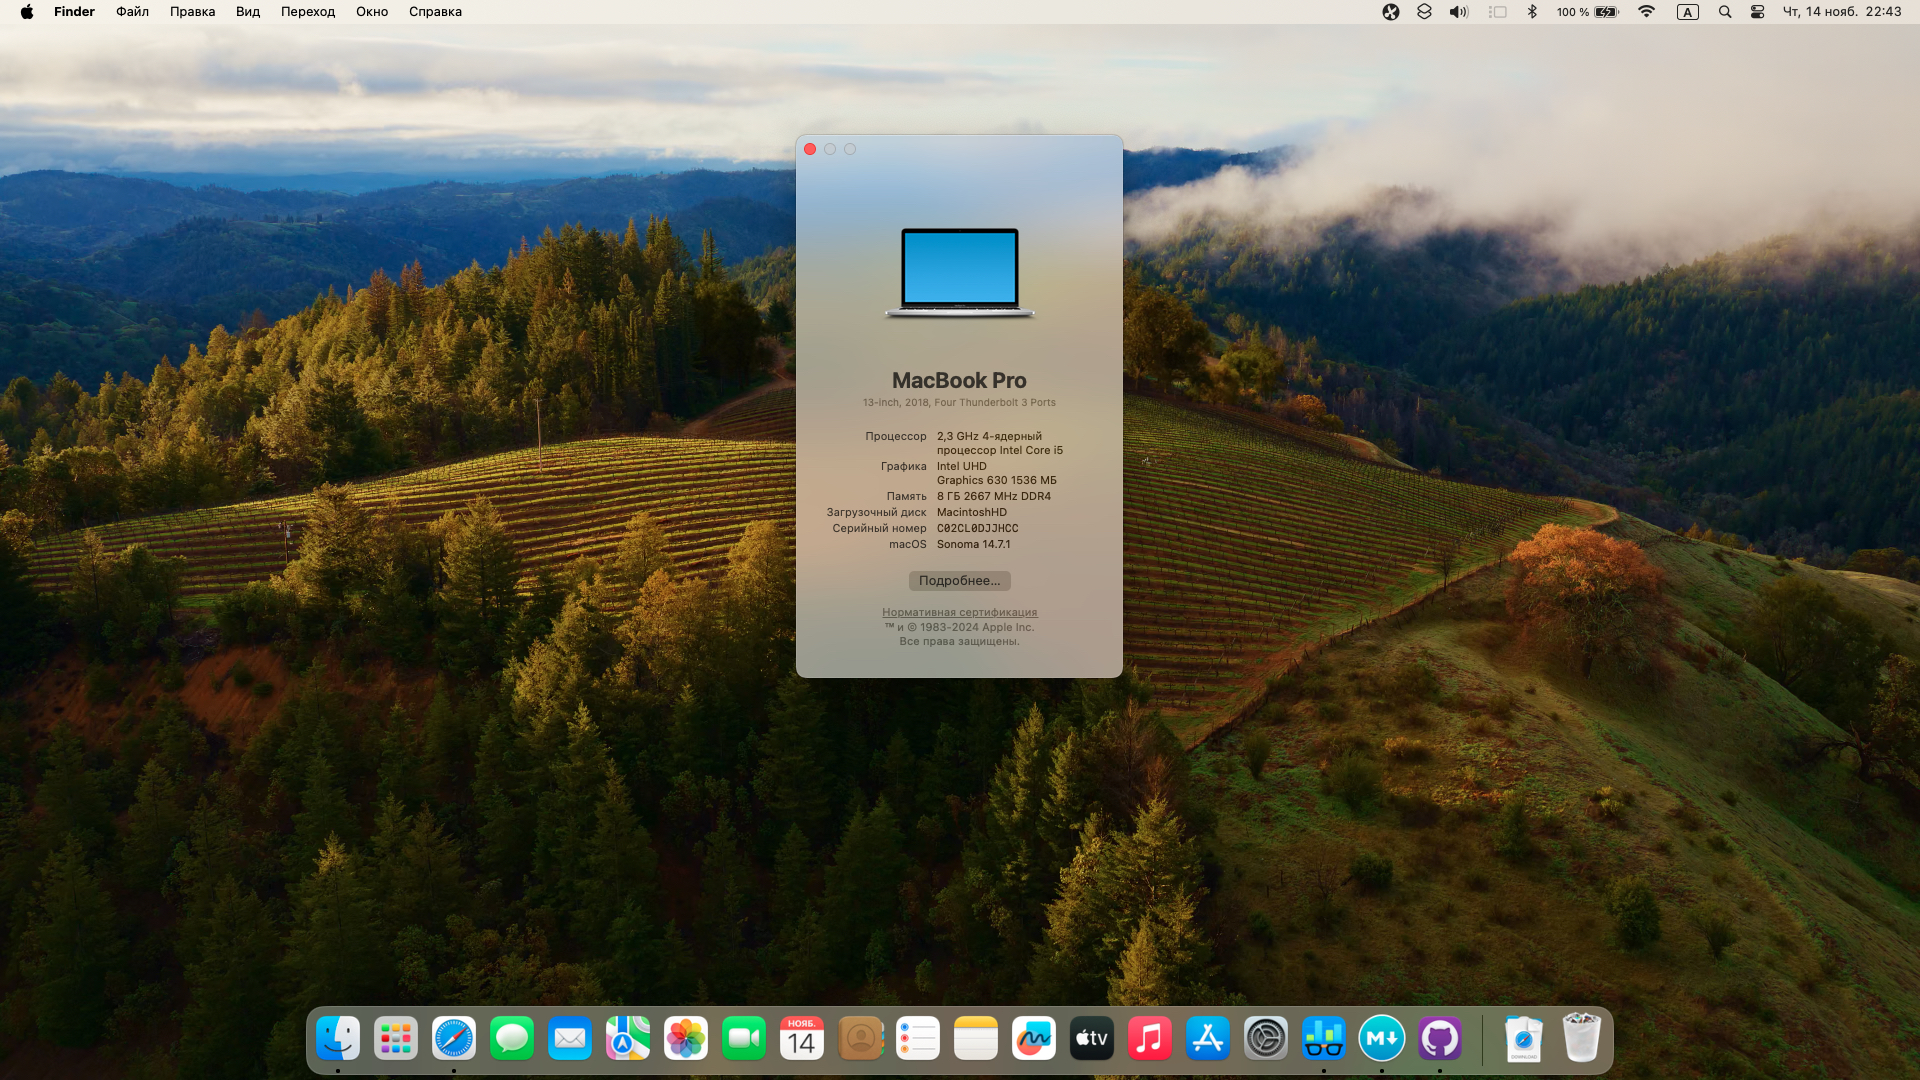 Finder Файл Правка Вид Переход Окно Справка
100 % A Чт, 14 нояб. 22:43
MacBook Pro
13-inch, 2018, Four Thunderbolt 3 Ports
Процессор 2,3 GHz 4-ядерный
процессор Intel Core i5
Графика Intel UHD
Graphics 630 1536 МБ
Память 8 ГБ 2667 MHz DDR4
Загрузочный диск MacintoshHD
Серийный номер C02CL0DJJHCC
macOS Sonoma 14.7.1
Подробнее...
Нормативная сертификация
™ и © 1983-2024 Apple Inc.
Все права защищены.
НОЯБ.
14
tv
M
DOWNLOAD